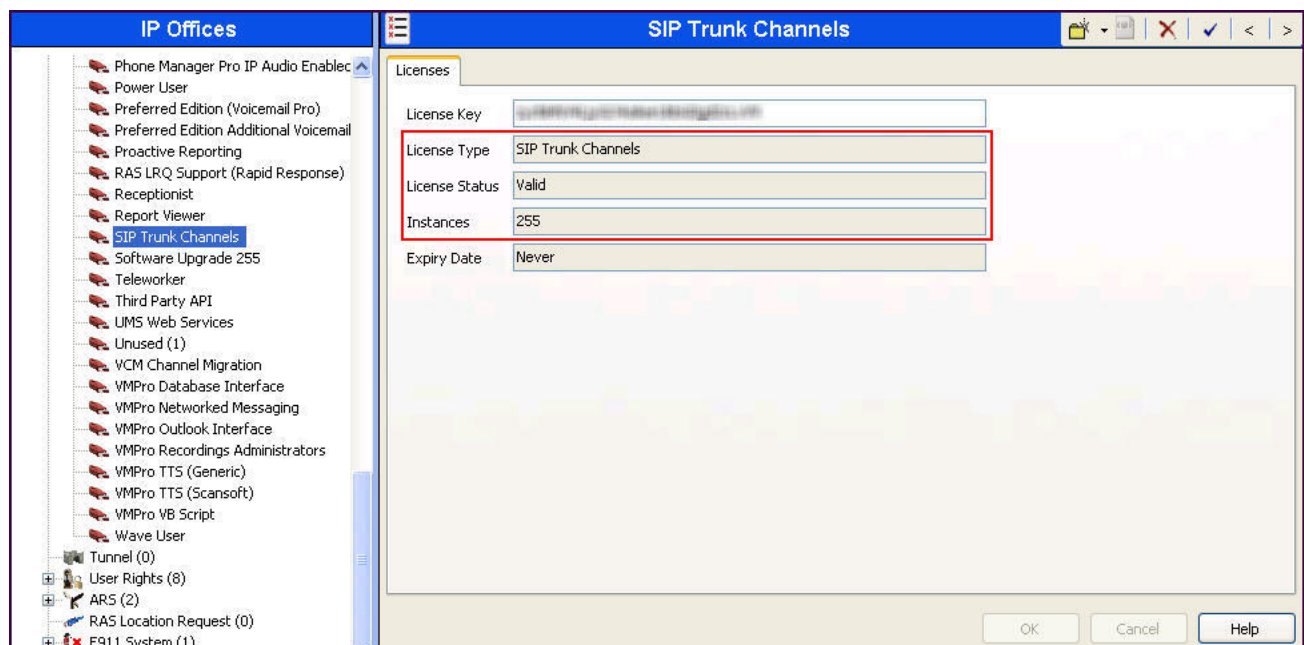 IP Offices
Phone Manager Pro IP Audio Enablec
Power User
Preferred Edition (Voicemail Pro)
Preferred Edition Additional Voicemail
Proactive Reporting
RAS LRQ Support (Rapid Response)
Receptionist
Report Viewer
SIP Trunk Channels
Software Upgrade 255
Teleworker
Third Party API
UMS Web Services
Unused (1)
VCM Channel Migration
VMPro Database Interface
VMPro Networked Messaging
VMPro Outlook Interface
VMPro Recordings Administrators
VMPro TTS (Generic)
VMPro TTS (Scansoft)
VMPro VB Script
Wave User
Tunnel (0)
User Rights (8)
ARS (2)
RAS Location Request (0)
E911 System (1)
SIP Trunk Channels
Licenses
License Key
License Type SIP Trunk Channels
License Status Valid
Instances 255
Expiry Date Never
OK Cancel Help